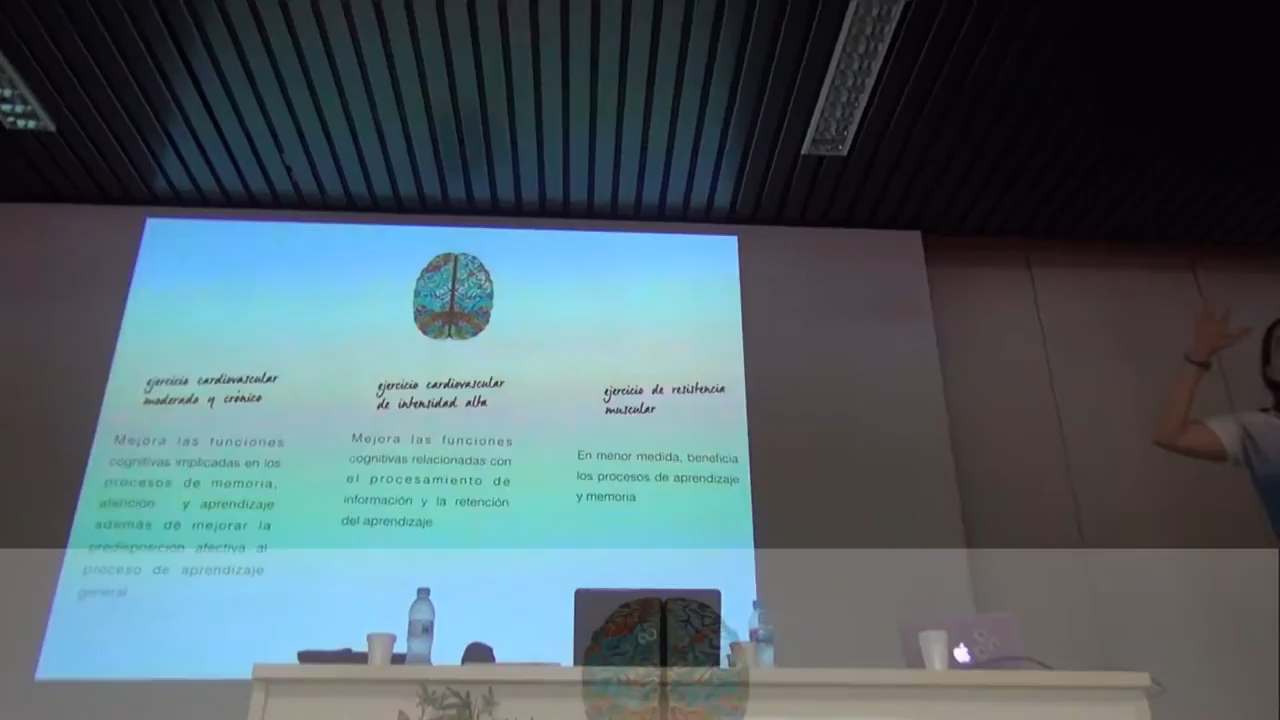 ejercicio cardiovascular
moderado y crónico
Mejora las funciones
cognitivas implicadas en los
procesos de memoria,
atención y aprendizaje
además de mejorar la
predisposición afectiva al
proceso de aprendizaje
general
ejercicio cardiovascular
de intensidad alta
Mejora las funciones
cognitivas relacionadas con
el procesamiento de
información y la retención
del aprendizaje
ejercicio de resistencia
muscular
En menor medida, beneficia
los procesos de aprendizaje
y memoria